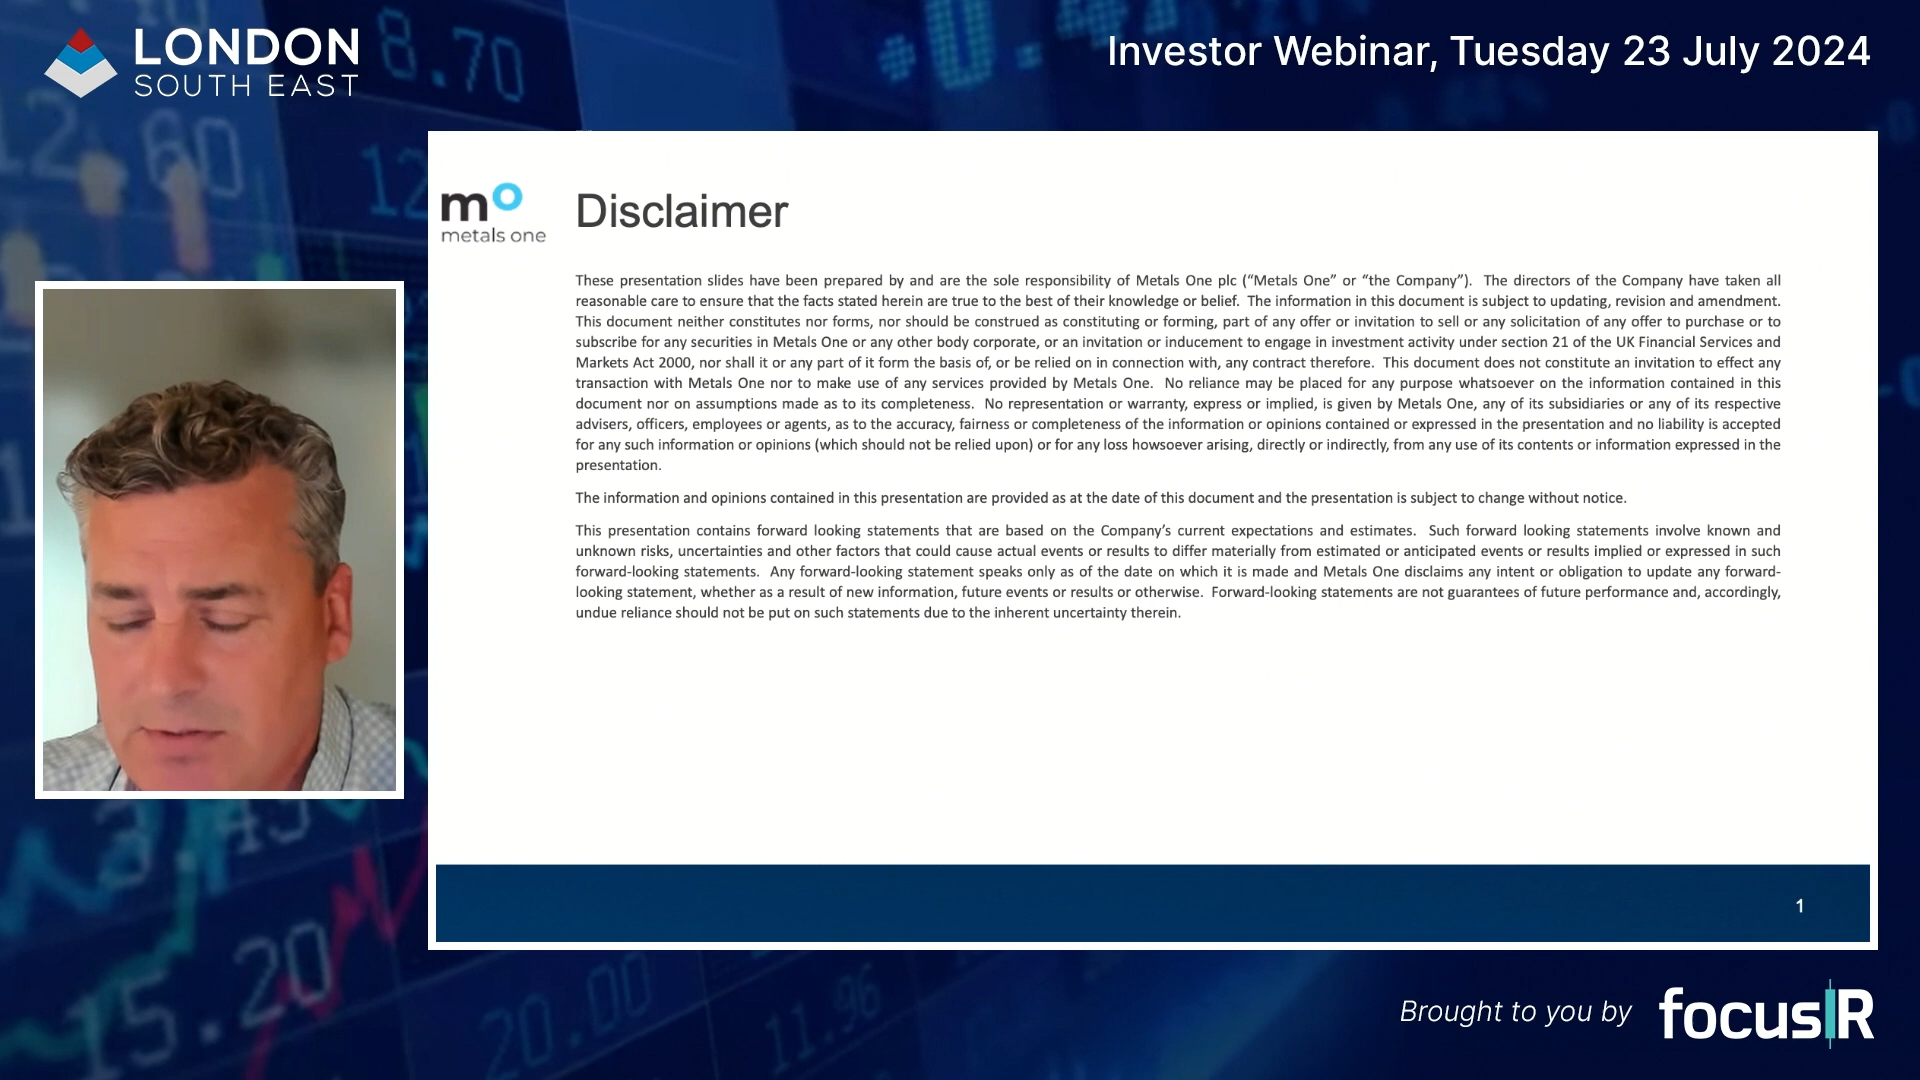 LONDON
SOUTH EAST
Investor Webinar, Tuesday 23 July 2024
8.70
12
60
mo
metals one
Disclaimer
These presentation slides have been prepared by and are the sole responsibility of Metals One plc (“Metals One” or “the Company”). The directors of the Company have taken all
reasonable care to ensure that the facts stated herein are true to the best of their knowledge or belief. The information in this document is subject to updating, revision and amendment.
This document neither constitutes nor forms, nor should be construed as constituting or forming, part of any offer or invitation to sell or any solicitation of any offer to purchase or to
subscribe for any securities in Metals One or any other body corporate, or an invitation or inducement to engage in investment activity under section 21 of the UK Financial Services and
Markets Act 2000, nor shall it or any part of it form the basis of, or be relied on in connection with, any contract therefore. This document does not constitute an invitation to effect any
transaction with Metals One nor to make use of any services provided by Metals One. No reliance may be placed for any purpose whatsoever on the information contained in this
document nor on assumptions made as to its completeness. No representation or warranty, express or implied, is given by Metals One, any of its subsidiaries or any of its respective
advisers, officers, employees or agents, as to the accuracy, fairness or completeness of the information or opinions contained or expressed in the presentation and no liability is accepted
for any such information or opinions (which should not be relied upon) or for any loss howsoever arising, directly or indirectly, from any use of its contents or information expressed in the
presentation.
The information and opinions contained in this presentation are provided as at the date of this document and the presentation is subject to change without notice.
This presentation contains forward looking statements that are based on the Company’s current expectations and estimates. Such forward looking statements involve known and
unknown risks, uncertainties and other factors that could cause actual events or results to differ materially from estimated or anticipated events or results implied or expressed in such
forward-looking statements. Any forward-looking statement speaks only as of the date on which it is made and Metals One disclaims any intent or obligation to update any forward-
looking statement, whether as a result of new information, future events or results or otherwise. Forward-looking statements are not guarantees of future performance and, accordingly,
undue reliance should not be put on such statements due to the inherent uncertainty therein.
1
15.20
20.00
11.96
Brought to you by
focusIR